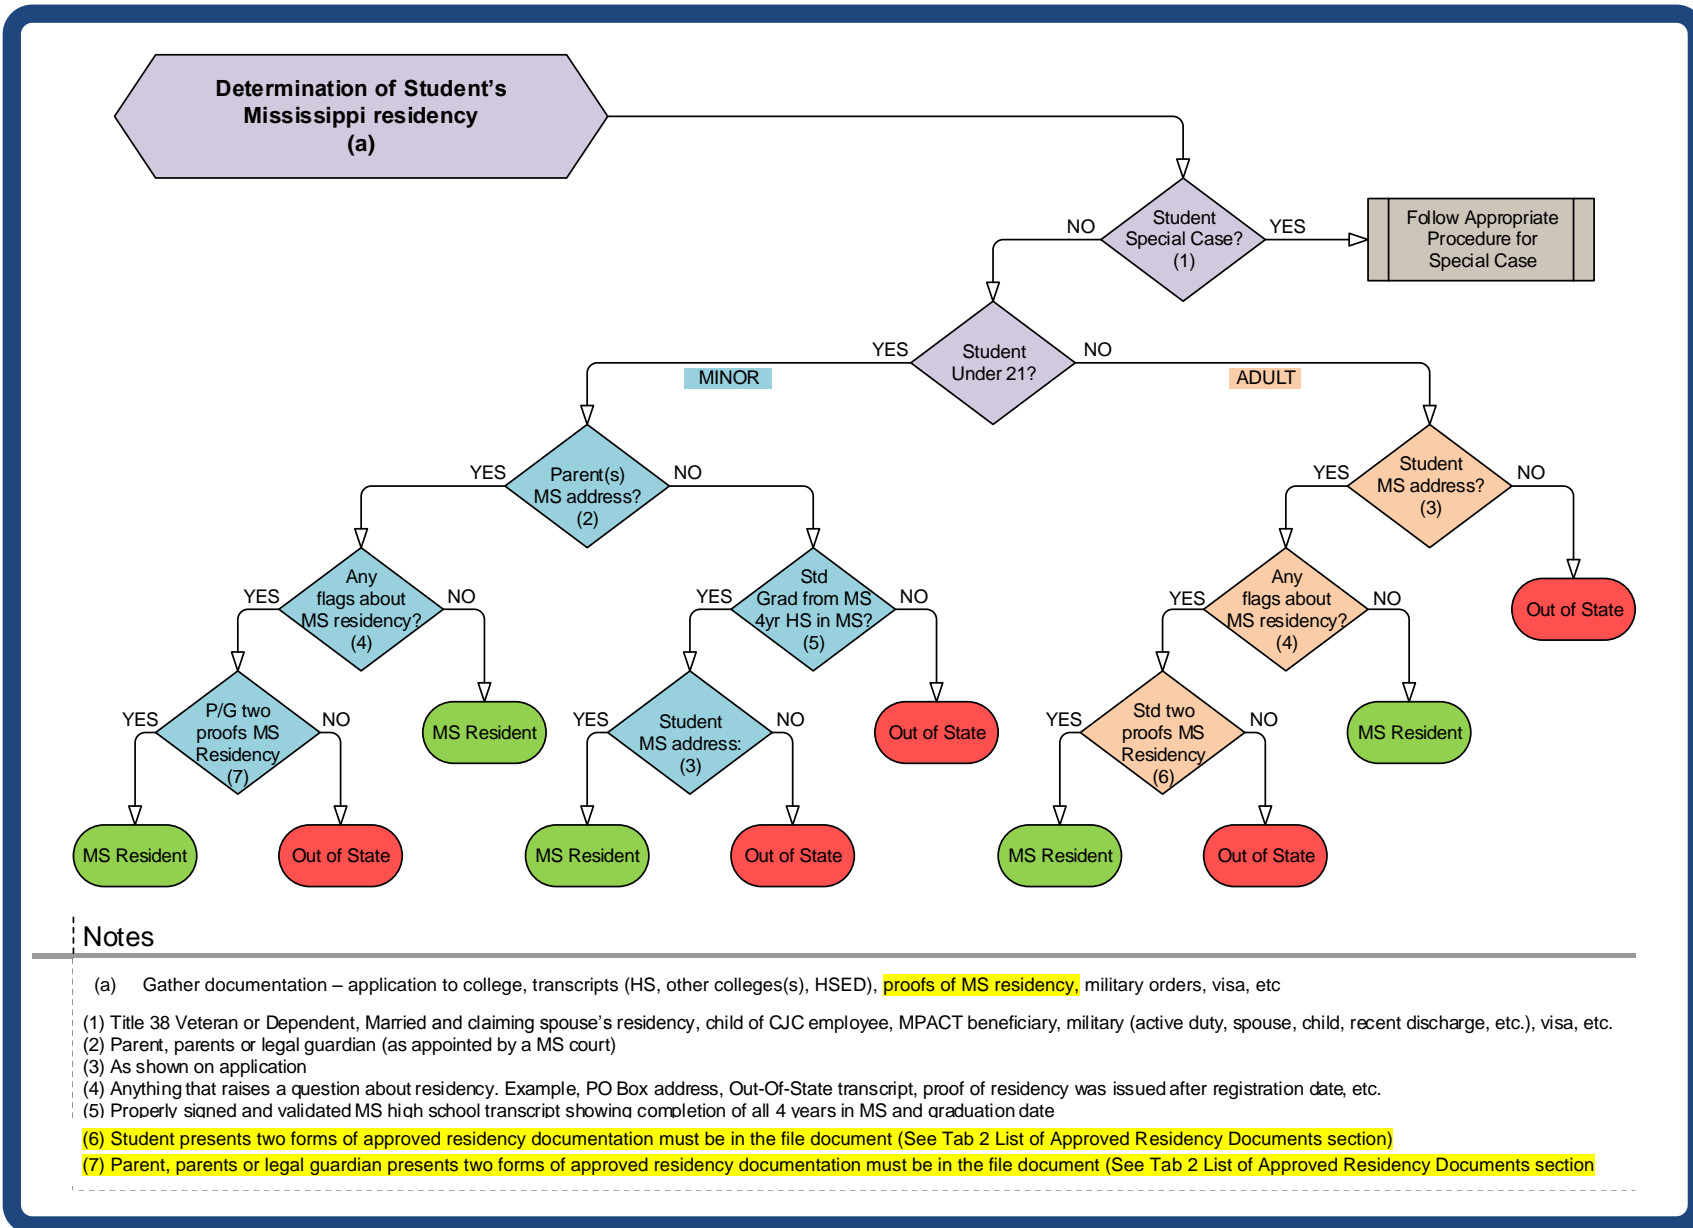 Determination of Student's
Mississippi residency
(a)
Student
Special Case?
(1)
NO
YES
Follow Appropriate
Procedure for
Special Case
Student
Under 21?
YES
NO
MINOR
ADULT
Parent(s)
MS address?
(2)
YES
NO
Student
MS address?
(3)
YES
NO
Any
flags about
MS residency?
(4)
YES
NO
Std
Grad from MS
4yr HS in MS?
(5)
YES
NO
Any
flags about
MS residency?
(4)
YES
NO
Out of State
P/G two
proofs MS
Residency
(7)
YES
NO
MS Resident
Student
MS address:
(3)
YES
NO
Out of State
Std two
proofs MS
Residency
(6)
YES
NO
MS Resident
MS Resident
Out of State
MS Resident
Out of State
MS Resident
Out of State
Notes
(a) Gather documentation – application to college, transcripts (HS, other colleges(s), HSED), proofs of MS residency, military orders, visa, etc
(1) Title 38 Veteran or Dependent, Married and claiming spouse's residency, child of CJC employee, MPACT beneficiary, military (active duty, spouse, child, recent discharge, etc.), visa, etc.
(2) Parent, parents or legal guardian (as appointed by a MS court)
(3) As shown on application
(4) Anything that raises a question about residency. Example, PO Box address, Out-Of-State transcript, proof of residency was issued after registration date, etc.
(5) Properly signed and validated MS high school transcript showing completion of all 4 years in MS and graduation date
(6) Student presents two forms of approved residency documentation must be in the file document (See Tab 2 List of Approved Residency Documents section)
(7) Parent, parents or legal guardian presents two forms of approved residency documentation must be in the file document (See Tab 2 List of Approved Residency Documents section